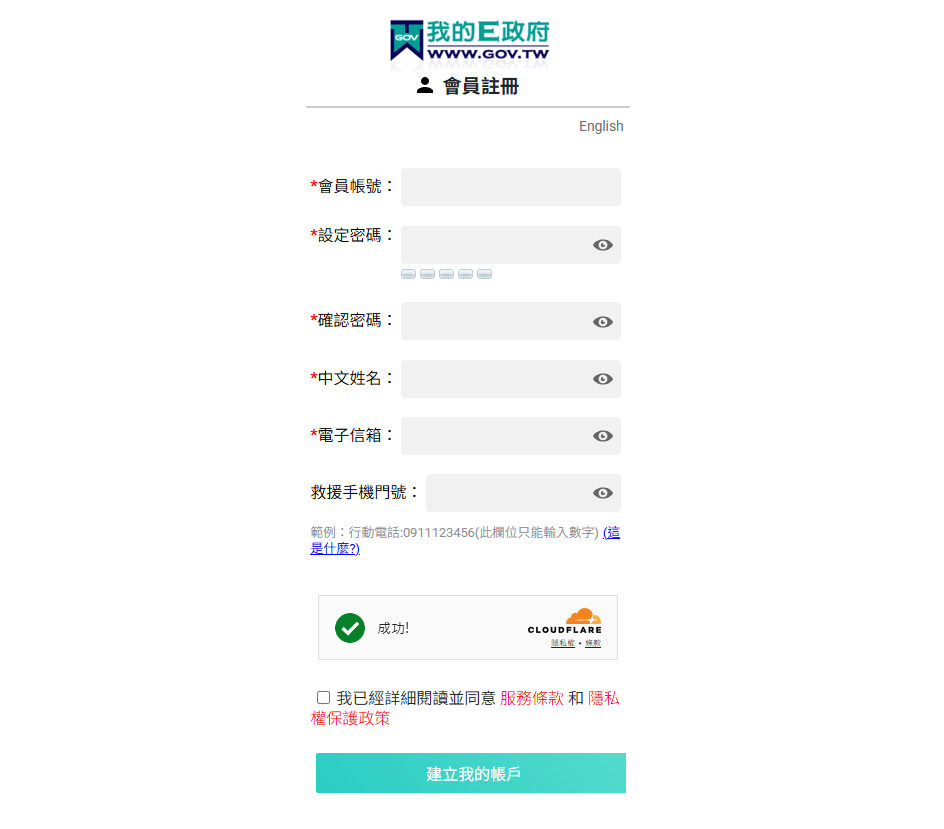 GOV 我的E政府
WWW.GOV.TW
會員註冊
English
*會員帳號：
*設定密碼：
*確認密碼：
*中文姓名：
*電子信箱：
救援手機門號：
範例：行動電話:0911123456(此欄位只能輸入數字) (這
是什麼?)
成功!
CLOUDFLARE
隱私權 • 條款
我已經詳細閱讀並同意 服務條款 和 隱私
權保護政策
建立我的帳戶